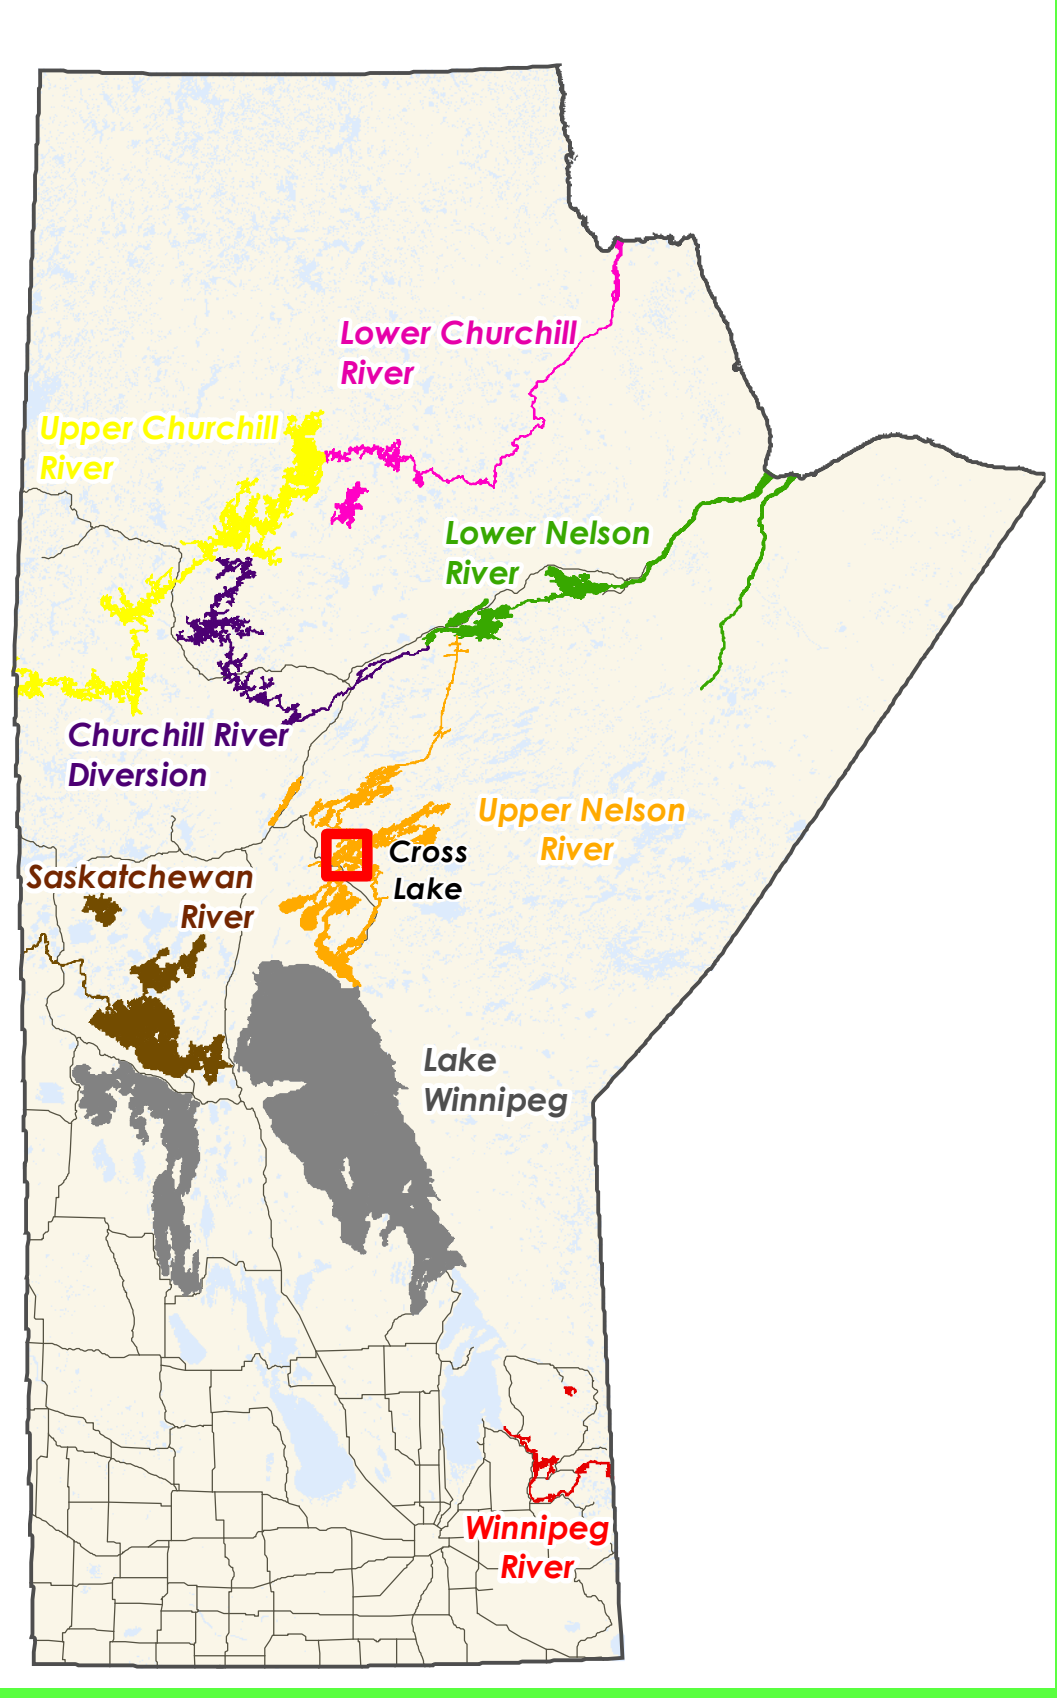 Lower Churchill
River
Upper Churchill
River
Lower Nelson
River
Churchill River
Diversion
Upper Nelson
River
Cross
Lake
Saskatchewan
River
Lake
Winnipeg
Winnipeg
River